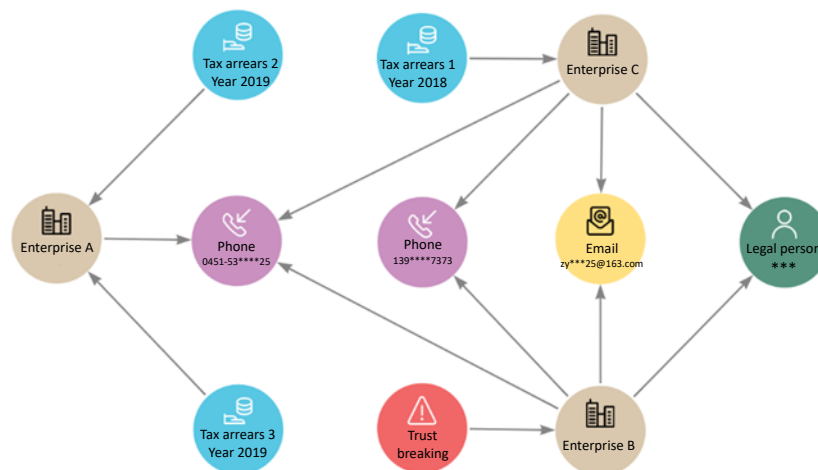 Tax arrears 2
Year 2019
Tax arrears 1
Year 2018
Enterprise C
Enterprise A
Phone
0451-53****25
Phone
139****7373
@
Email
zy***25@163.com
Legal person
***
Tax arrears 3
Year 2019
Trust
breaking
Enterprise B